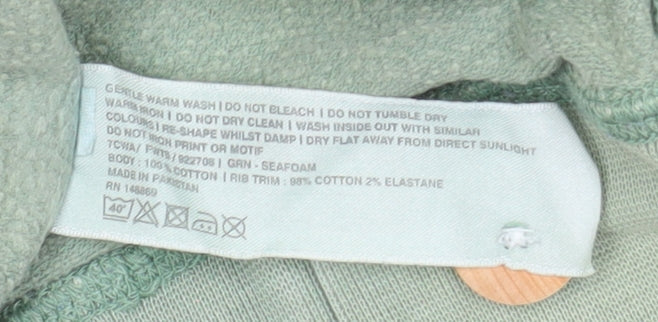 GENTLE WARM WASH | DO NOT BLEACH | DO NOT TUMBLE DRY
WARM IRON | DO NOT DRY CLEAN | WASH INSIDE OUT WITH SIMILAR
COLOURS | RE-SHAPE WHILST DAMP | DRY FLAT AWAY FROM DIRECT SUNLIGHT
DO NOT IRON PRINT OR MOTIF
7CWA/ PWTS / 922708 | GRN - SEAFOAM
BODY : 100 % COTTON | RIB TRIM : 98% COTTON 2% ELASTANE
MADE IN PAKISTAN
RN 148869
40°